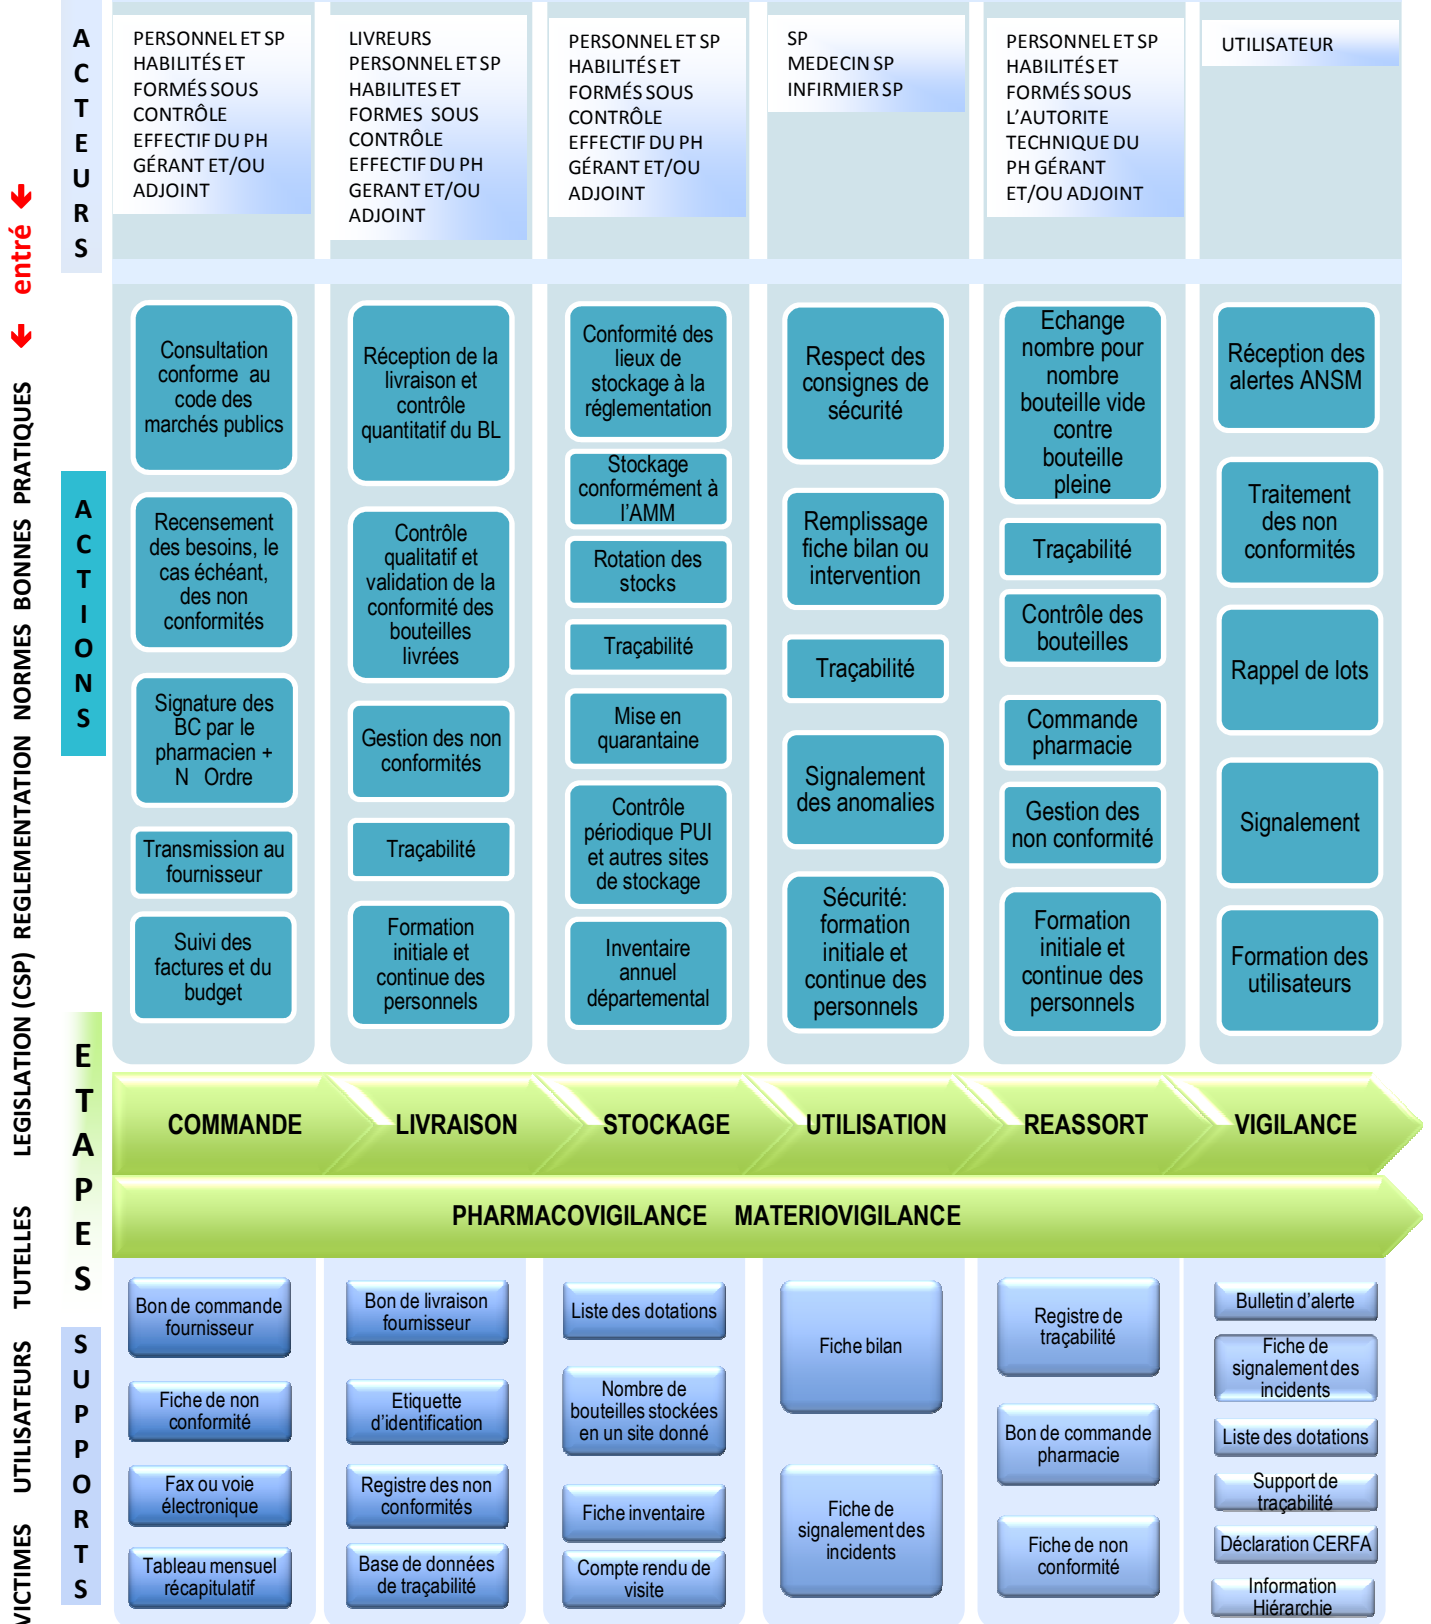 A
C
T
E
U
R
S
PERSONNEL ET SP
HABILITÉS ET
FORMÉS SOUS
CONTRÔLE
EFFECTIF DU PH
GÉRANT ET/OU
ADJOINT
LIVREURS
PERSONNEL ET SP
HABILITES ET
FORMES SOUS
CONTRÔLE
EFFECTIF DU PH
GERANT ET/OU
ADJOINT
PERSONNEL ET SP
HABILITÉS ET
FORMÉS SOUS
CONTRÔLE
EFFECTIF DU PH
GÉRANT ET/OU
ADJOINT
SP
MEDECIN SP
INFIRMIER SP
PERSONNEL ET SP
HABILITÉS ET
FORMÉS SOUS
L'AUTORITE
TECHNIQUE DU
PH GÉRANT
ET/OU ADJOINT
UTILISATEUR
A
C
T
I
O
N
S
Consultation
conforme au
code des
marchés publics
Recensement
des besoins, le
cas échéant,
des non
conformités
Signature des
BC par le
pharmacien +
N Ordre
Transmission au
fournisseur
Suivi des
factures et du
budget
Réception de la
livraison et
contrôle
quantitatif du BL
Contrôle
qualitatif et
validation de la
conformité des
bouteilles
livrées
Gestion des non
conformités
Traçabilité
Formation
initiale et
continue des
personnels
Conformité des
lieux de
stockage à la
réglementation
Stockage
conformément à
l'AMM
Rotation des
stocks
Traçabilité
Mise en
quarantaine
Contrôle
périodique PUI
et autres sites
de stockage
Inventaire
annuel
départemental
Respect des
consignes de
sécurité
Remplissage
fiche bilan ou
intervention
Traçabilité
Signalement
des anomalies
Sécurité:
formation
initiale et
continue des
personnels
Echange
nombre pour
nombre
bouteille vide
contre
bouteille
pleine
Traçabilité
Contrôle des
bouteilles
Commande
pharmacie
Gestion des
non conformité
Formation
initiale et
continue des
personnels
Réception des
alertes ANSM
Traitement
des non
conformités
Rappel de lots
Signalement
Formation des
utilisateurs
E
T
A
P
E
S
COMMANDE
LIVRAISON
STOCKAGE
UTILISATION
REASSORT
VIGILANCE
PHARMACOVIGILANCE MATERIOVIGILANCE
S
U
P
P
O
R
T
S
Bon de commande
fournisseur
Fiche de non
conformité
Fax ou voie
électronique
Tableau mensuel
récapitulatif
Bon de livraison
fournisseur
Etiquette
d'identification
Registre des non
conformités
Base de données
de traçabilité
Liste des dotations
Nombre de
bouteilles stockées
en un site donné
Fiche inventaire
Compte rendu de
visite
Fiche bilan
Fiche de
signalement des
incidents
Registre de
traçabilité
Bon de commande
pharmacie
Fiche de non
conformité
Bulletin d'alerte
Fiche de
signalement des
incidents
Liste des dotations
Support de
traçabilité
Déclaration CERFA
Information
Hiérarchie
VICTIMES UTILISATEURS TUTELLES LEGISLATION (CSP) REGLEMENTATION NORMES BONNES PRATIQUES 🡸 entré 🡸